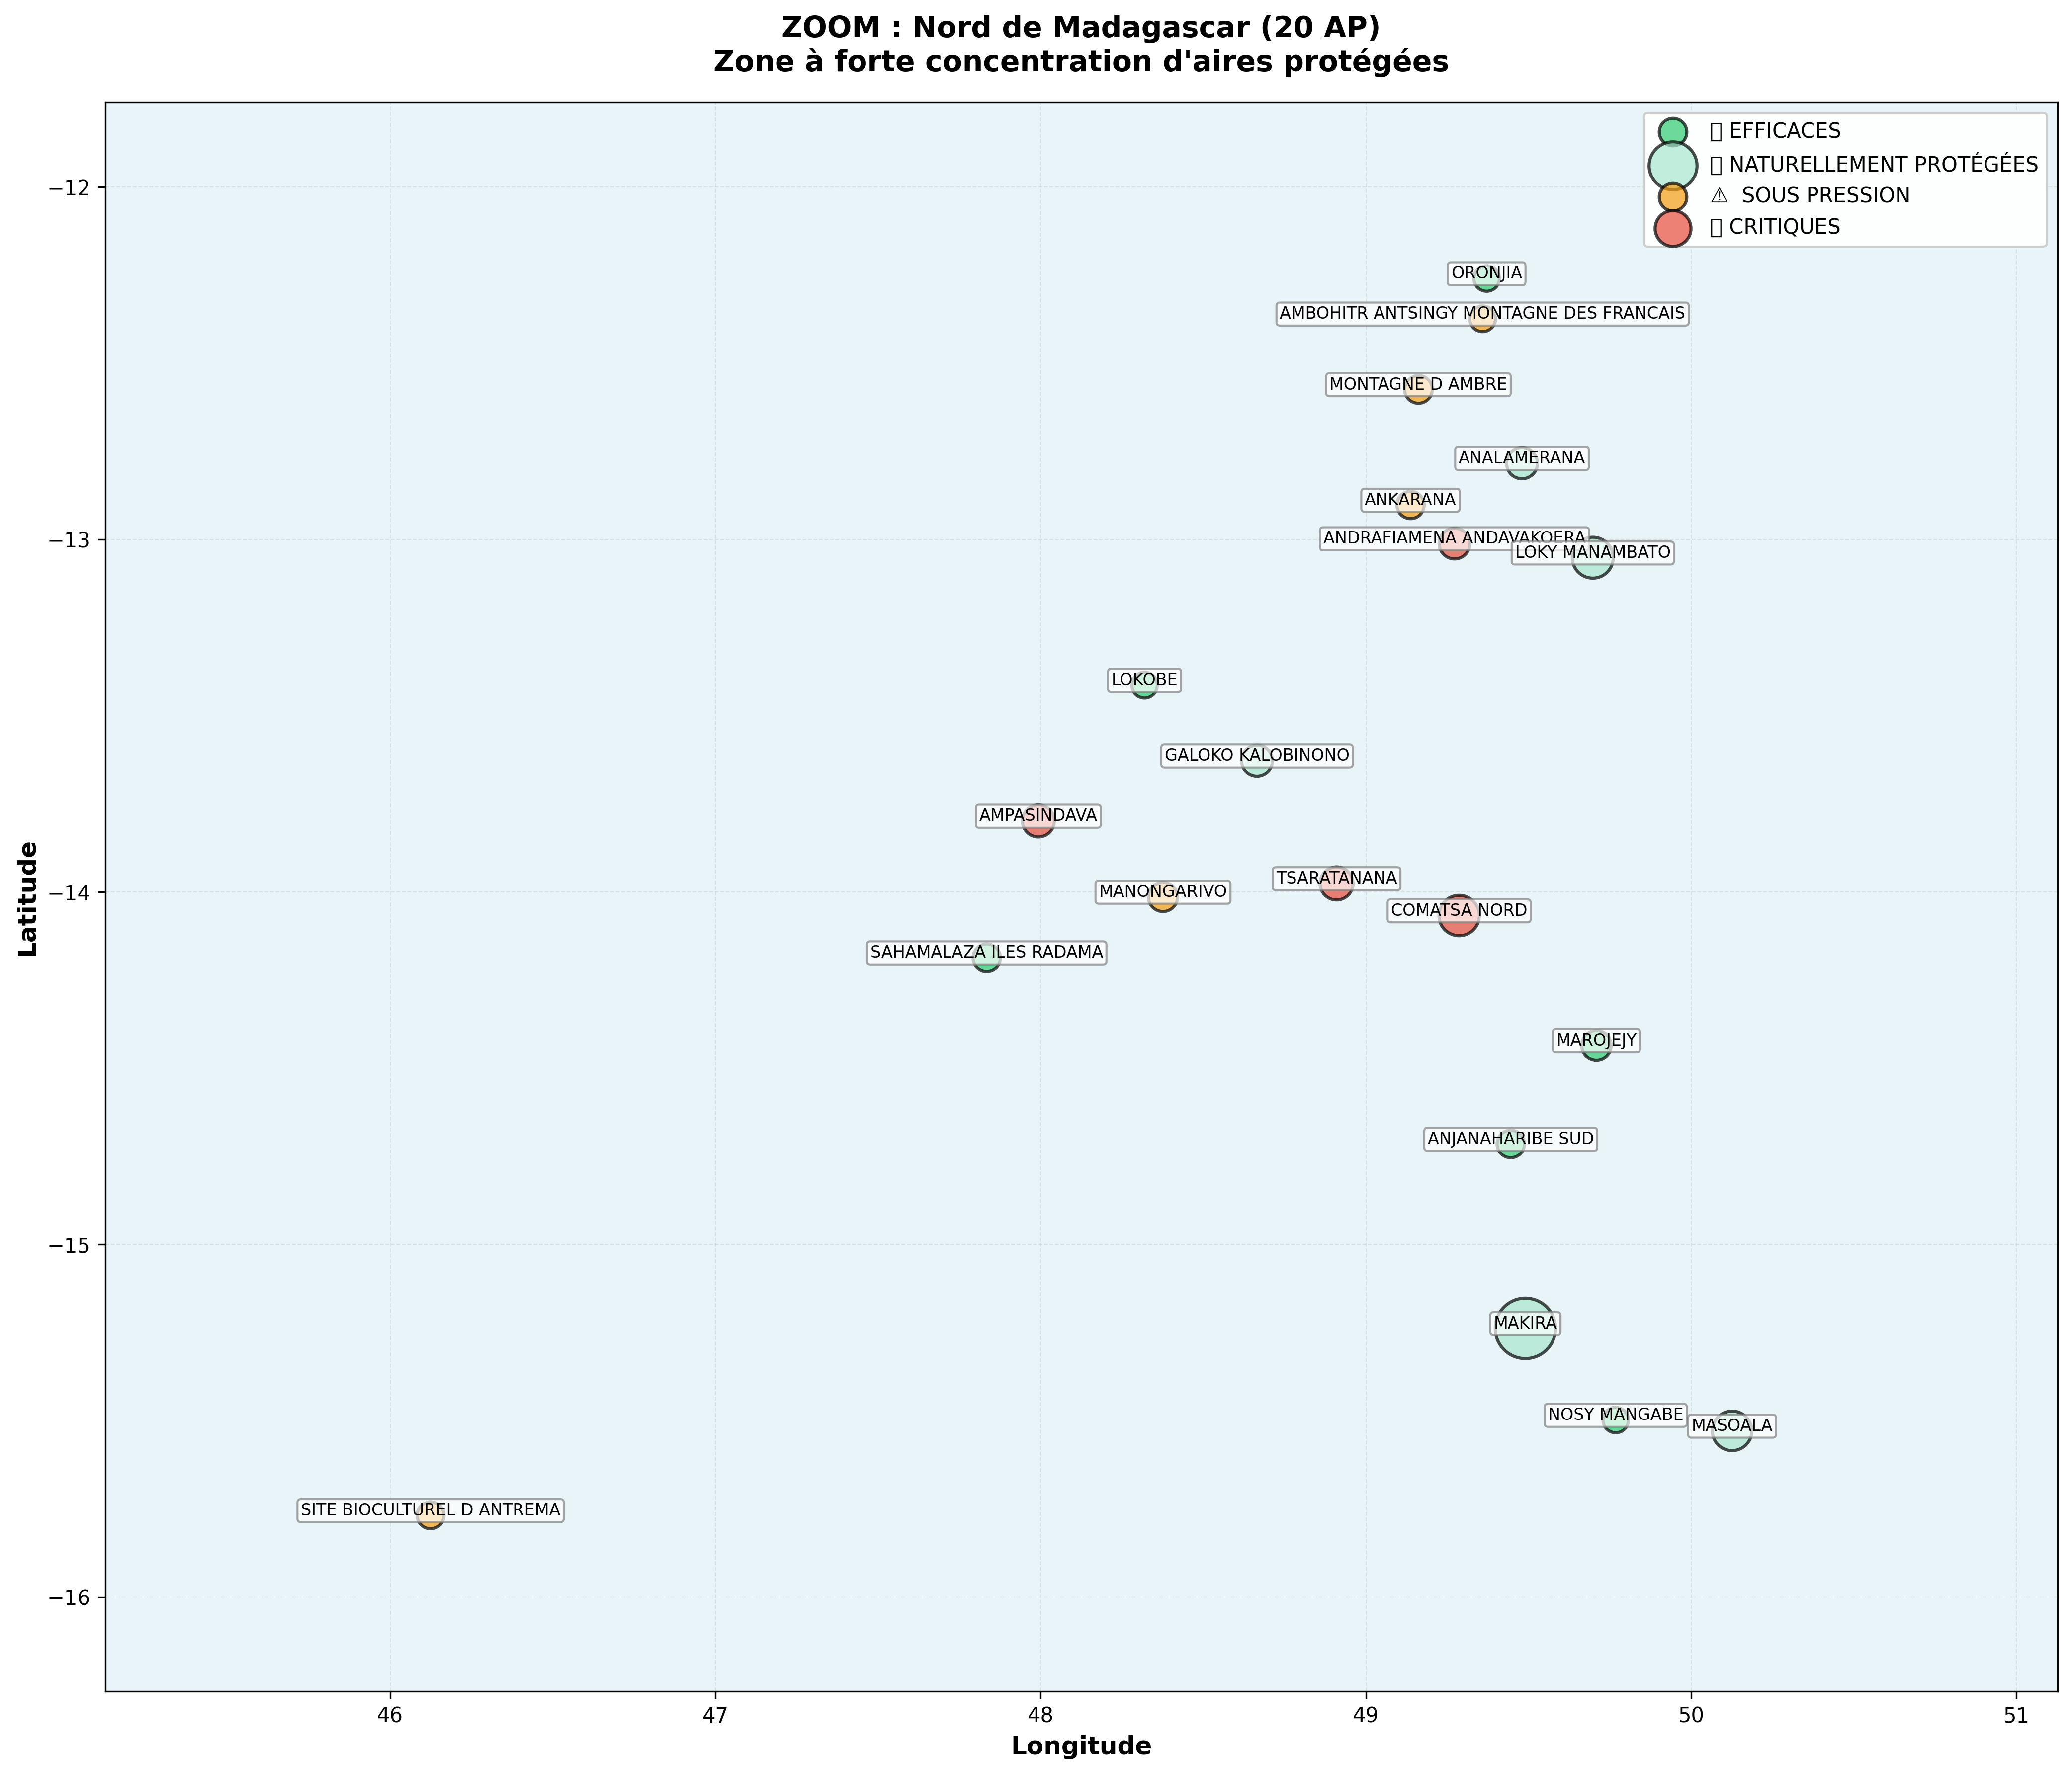 ZOOM : Nord de Madagascar (20 AP)
Zone à forte concentration d'aires protégées
EFFICACES
NATURELLEMENT PROTÉGÉES
⚠ SOUS PRESSION
CRITIQUES
−12
ORONJIA
AMBOHITR ANTSINGY MONTAGNE DES FRANCAIS
MONTAGNE D AMBRE
ANALAMERANA
ANKARANA
−13
ANDRAFIAMENA ANDAVAKOERA
LOKY MANAMBATO
LOKOBE
GALOKO KALOBINONO
AMPASINDAVA
TSARATANANA
−14
MANONGARIVO
COMATSA NORD
SAHAMALAZA ILES RADAMA
MAROJEJY
ANJANAHARIBE SUD
−15
MAKIRA
NOSY MANGABE
MASOALA
SITE BIOCULTUREL D ANTREMA
−16
Latitude
46 47 48 49 50 51
Longitude